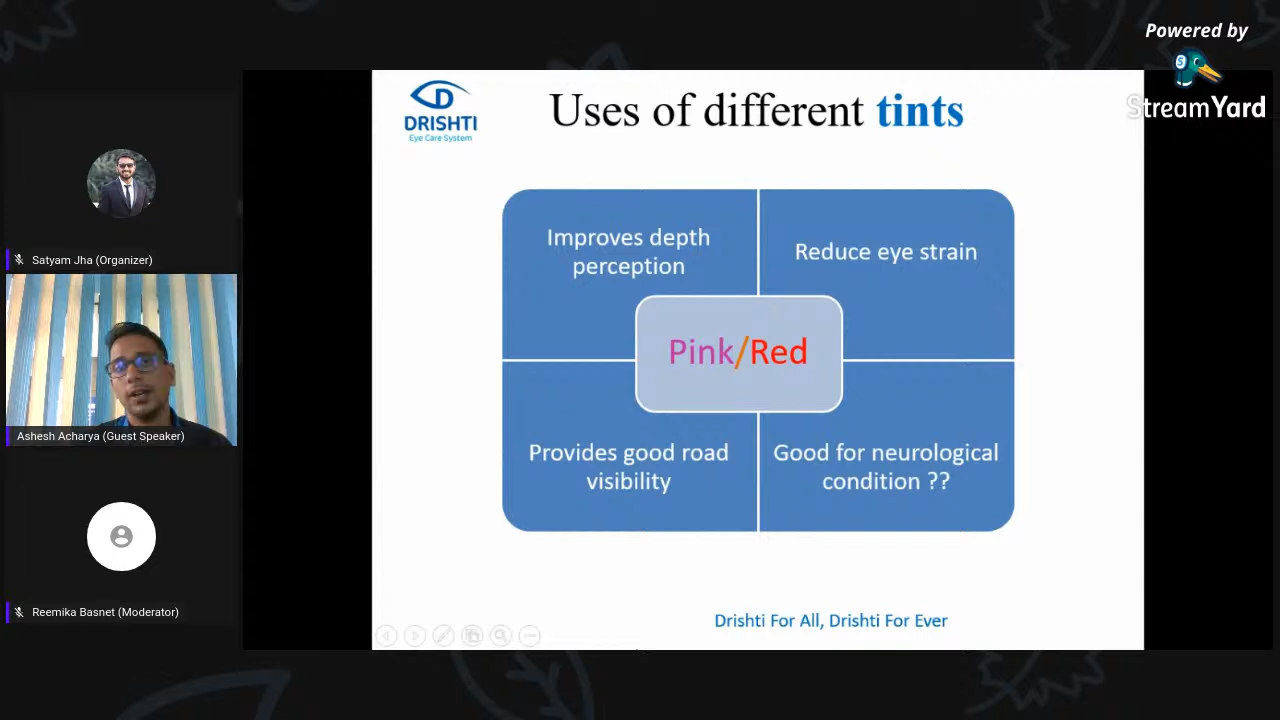 Powered by
S
StreamYard
DRISHTI
Eye Care System
Uses of different tints
Improves depth
perception
Reduce eye strain
Pink/Red
Provides good road
visibility
Good for neurological
condition ??
Drishti For All, Drishti For Ever
Satyam Jha (Organizer)
Ashesh Acharya (Guest Speaker)
Reemika Basnet (Moderator)